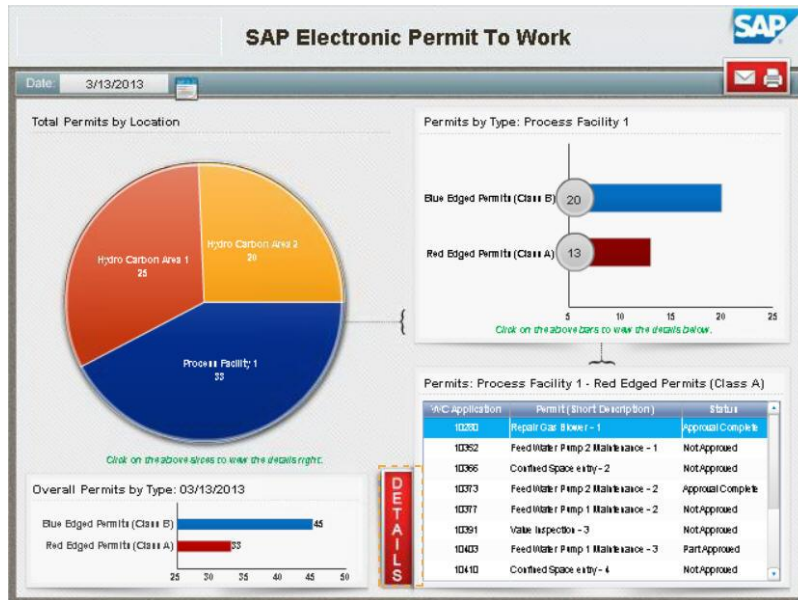 SAP Electronic Permit To Work
SAP
Date: 3/13/2013
Total Permits by Location
Hydro Carbon Area 1
25
Hydro Carbon Area 2
20
Process Facility 1
33
Click on the above slices to view the details right.
Permits by Type: Process Facility 1
Blue Edged Permits (Class B) 20
Red Edged Permits (Class A) 13
5 10 15 20 25
Click on the above bars to view the details below.
Overall Permits by Type: 03/13/2013
Blue Edged Permits (Class B) 45
Red Edged Permits (Class A) 33
25 30 35 40 45 50
DETAILS
Permits: Process Facility 1 - Red Edged Permits (Class A)
WC Application Permit (Short Description) Status
10280 Repair Gas Blower - 1 Approval Complete
10352 Feed Water Pump 2 Maintenance - 1 Not Approved
10366 Confined Space entry - 2 Not Approved
10373 Feed Water Pump 2 Maintenance - 2 Approval Complete
10377 Feed Water Pump 1 Maintenance - 2 Not Approved
10391 Valve Inspection - 3 Not Approved
10403 Feed Water Pump 1 Maintenance - 3 Part Approved
10410 Confined Space entry - 4 Not Approved